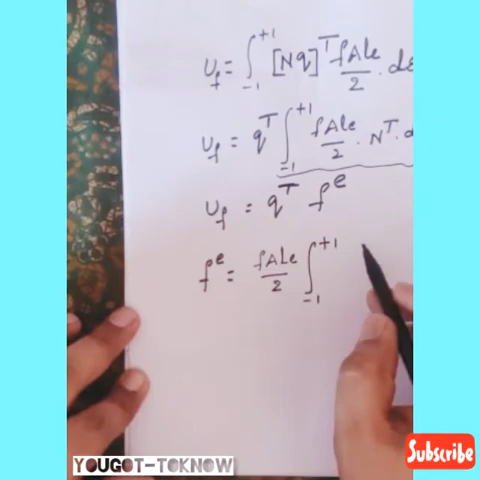 U_f = ∫_{-1}^{+1} [Nq]^T fAle/2 . dε
U_f = q^T ∫_{-1}^{+1} fAle/2 . N^T . d
U_f = q^T f^e
f^e = fALe/2 ∫_{-1}^{+1}
YOUGOT-TOKNOW
Subscribe